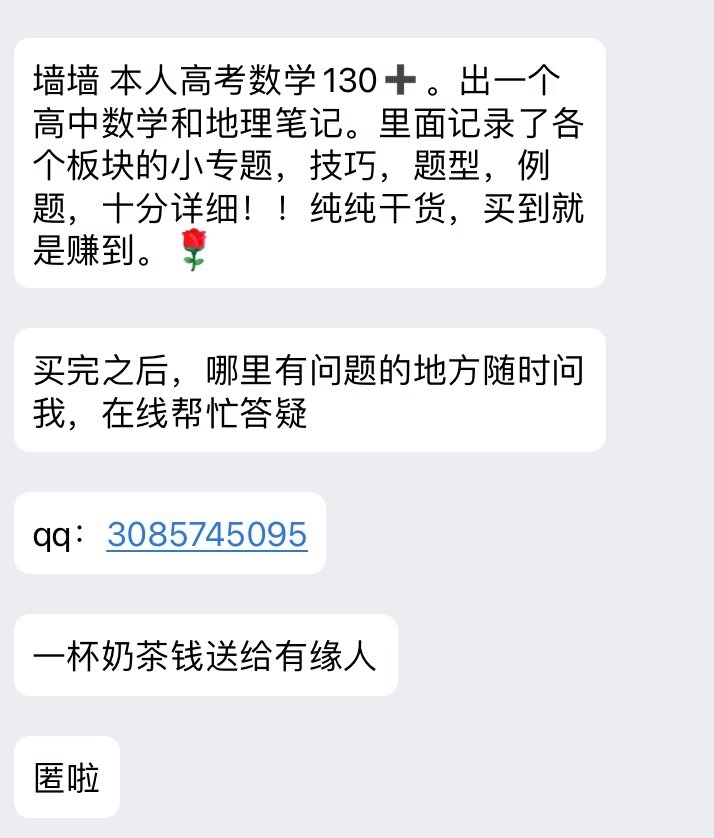 墙墙 本人高考数学130➕。出一个
高中数学和地理笔记。里面记录了各
个板块的小专题，技巧，题型，例
题，十分详细！！纯纯干货，买到就
是赚到。🌹
买完之后，哪里有问题的地方随时问
我，在线帮忙答疑
qq：3085745095
一杯奶茶钱送给有缘人
匿啦